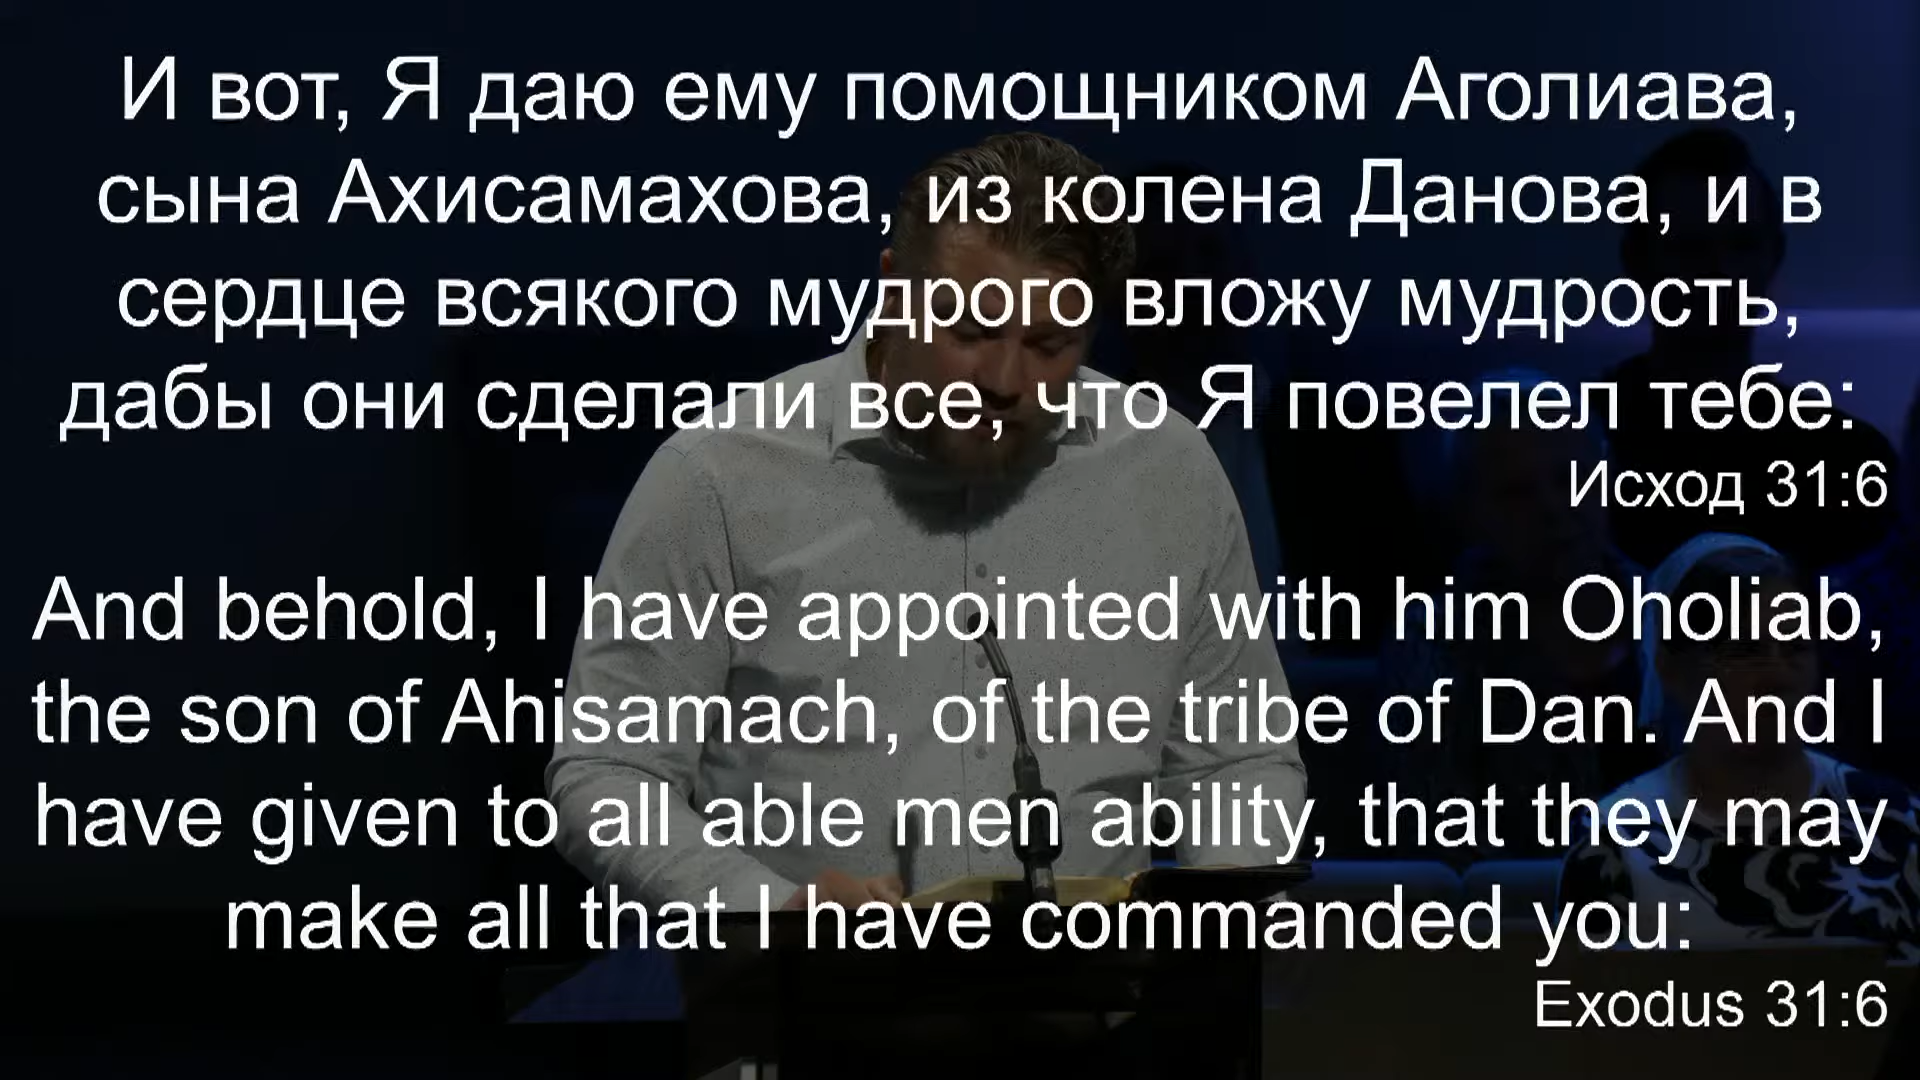 И вот, Я даю ему помощником Аголиава,
сына Ахисамахова, из колена Данова, и в
сердце всякого мудрого вложу мудрость,
дабы они сделали все, что Я повелел тебе:
Исход 31:6
And behold, I have appointed with him Oholiab,
the son of Ahisamach, of the tribe of Dan. And I
have given to all able men ability, that they may
make all that I have commanded you:
Exodus 31:6